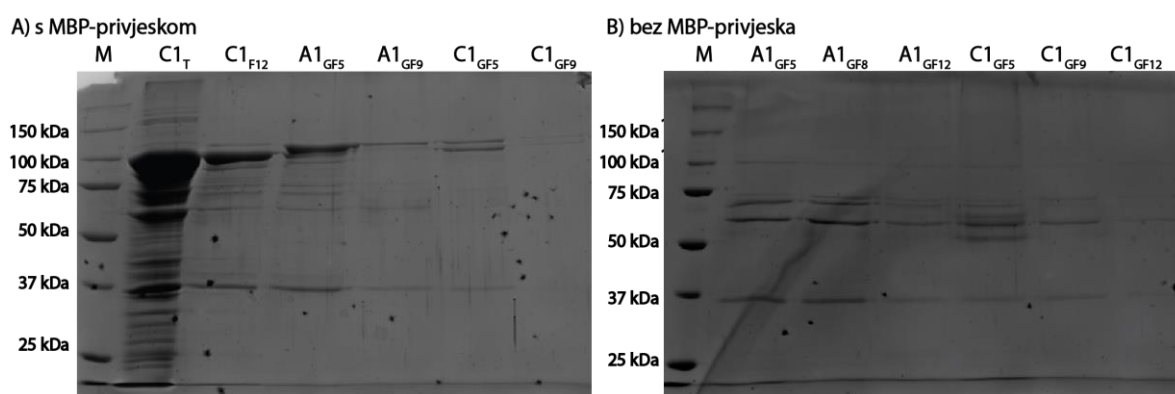 A) s MBP-privjeskom
M C1T C1F12 A1GF5 A1GF9 C1GF5 C1GF9
150 kDa
100 kDa
75 kDa
50 kDa
37 kDa
25 kDa
B) bez MBP-privjeska
M A1GF5 A1GF8 A1GF12 C1GF5 C1GF9 C1GF12
150 kDa
100 kDa
75 kDa
50 kDa
37 kDa
25 kDa